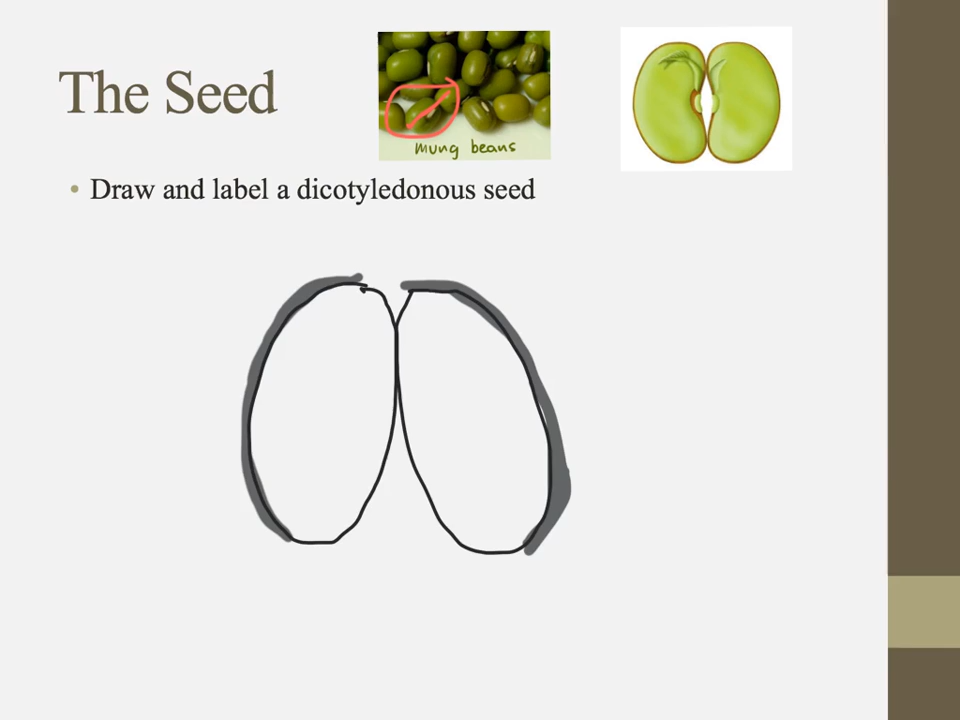 The Seed
mung beans
• Draw and label a dicotyledonous seed